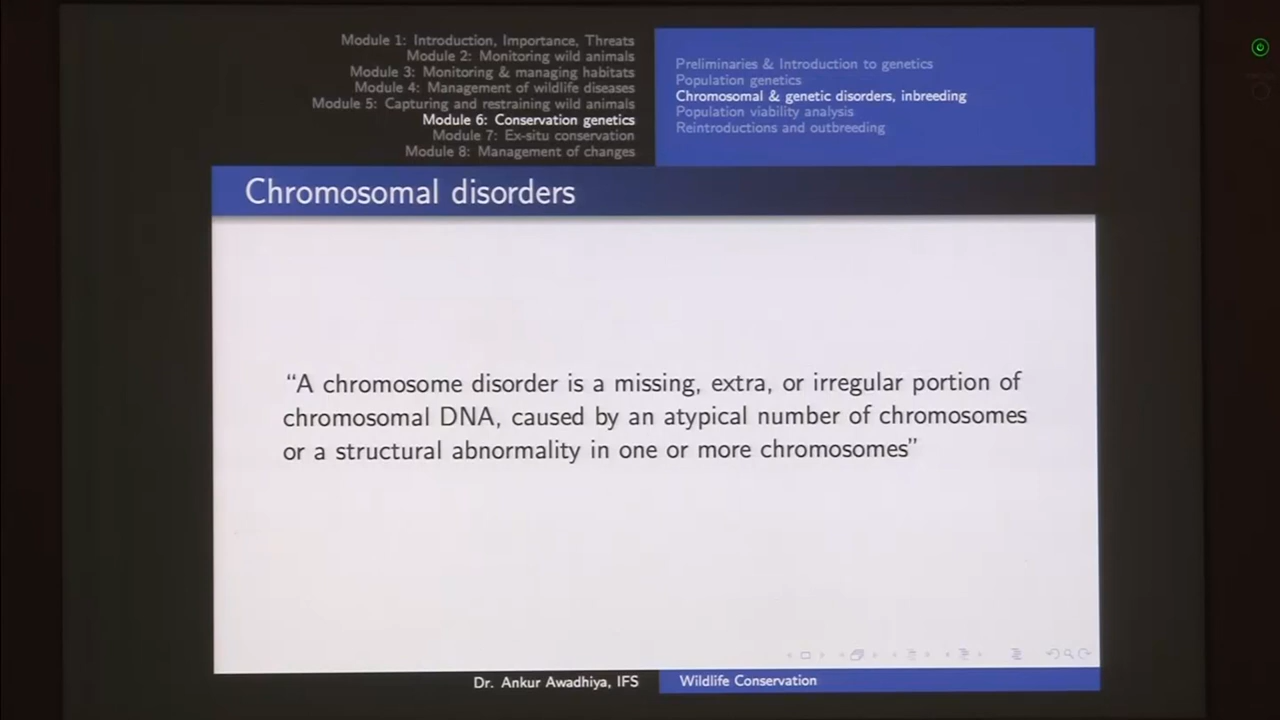 Module 1: Introduction, Importance, Threats
Module 2: Monitoring wild animals
Module 3: Monitoring & managing habitats
Module 4: Management of wildlife diseases
Module 5: Capturing and restraining wild animals
Module 6: Conservation genetics
Module 7: Ex-situ conservation
Module 8: Management of changes
Preliminaries & Introduction to genetics
Population genetics
Chromosomal & genetic disorders, inbreeding
Population viability analysis
Reintroductions and outbreeding
Chromosomal disorders
“A chromosome disorder is a missing, extra, or irregular portion of
chromosomal DNA, caused by an atypical number of chromosomes
or a structural abnormality in one or more chromosomes”
Dr. Ankur Awadhiya, IFS
Wildlife Conservation